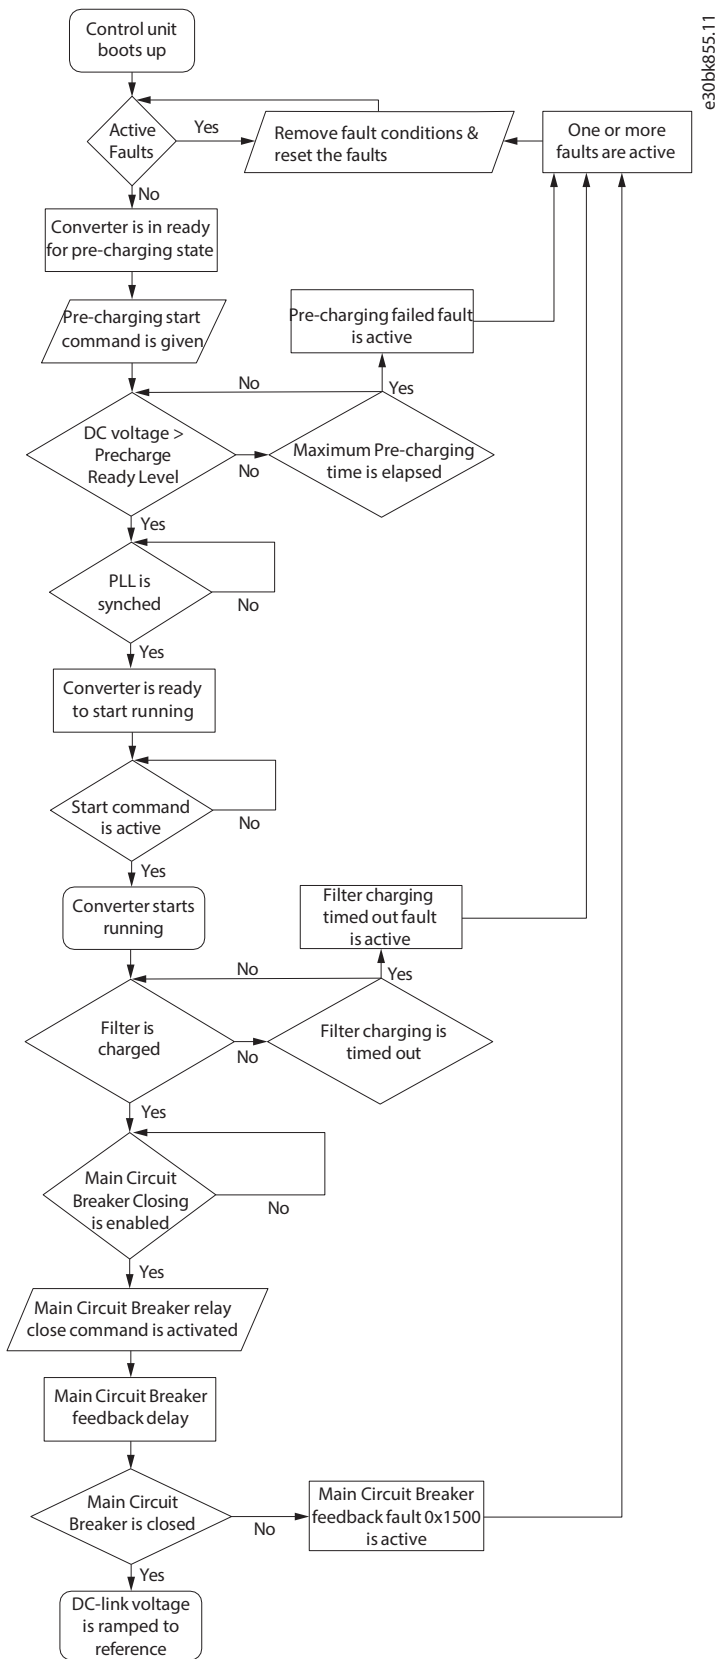 e30bk855.11
Control unit
boots up
Active
Faults
Yes
Remove fault conditions &
reset the faults
One or more
faults are active
No
Converter is in ready
for pre-charging state
Pre-charging start
command is given
Pre-charging failed fault
is active
No
Yes
DC voltage >
Precharge
Ready Level
No
Maximum Pre-charging
time is elapsed
Yes
PLL is
synched
No
Yes
Converter is ready
to start running
Start command
is active
No
Yes
Converter starts
running
Filter charging
timed out fault
is active
No
Yes
Filter is
charged
No
Filter charging is
timed out
Yes
Main Circuit
Breaker Closing
is enabled
No
Yes
Main Circuit Breaker relay
close command is activated
Main Circuit Breaker
feedback delay
Main Circuit
Breaker is closed
No
Main Circuit Breaker
feedback fault 0x1500
is active
Yes
DC-link voltage
is ramped to
reference